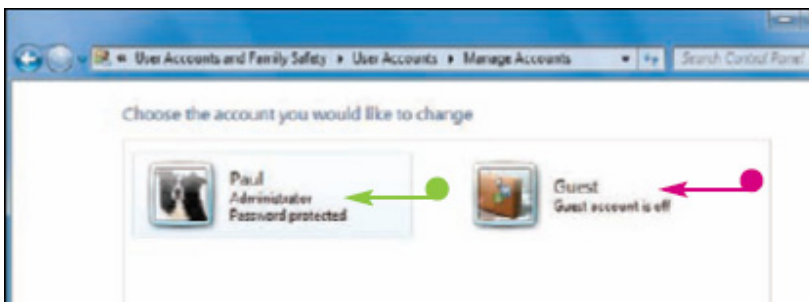 « User Accounts and Family Safety ▸ User Accounts ▸ Manage Accounts
Search Control Panel
Choose the account you would like to change
Paul
Administrator
Password protected
Guest
Guest account is off